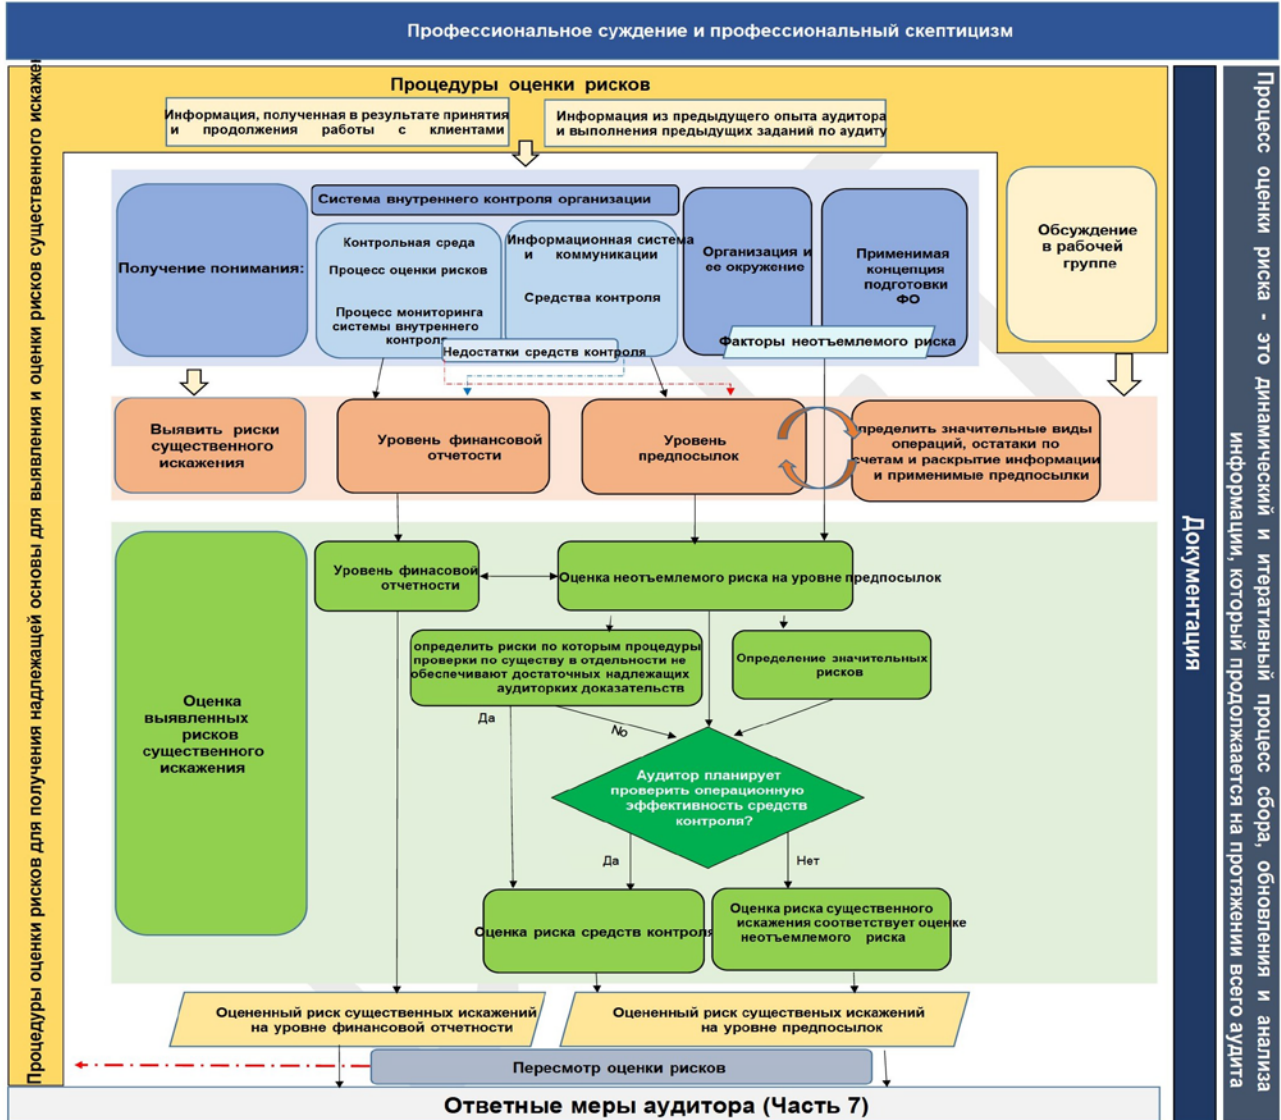 Профессиональное суждение и профессиональный скептицизм
Процедуры оценки рисков для получения надлежащей основы для выявления и оценки рисков существенного искажен
Процедуры оценки рисков
Информация, полученная в результате принятия
и продолжения работы с клиентами
Информация из предыдущего опыта аудитора
и выполнения предыдущих заданий по аудиту
Получение понимания:
Система внутреннего контроля организации
Контрольная среда
Процесс оценки рисков
Процесс мониторинга
системы внутреннего
контроля
Информационная система
и коммуникации
Средства контроля
Недостатки средств контроля
Организация и
ее окружение
Применимая
концепция
подготовки
ФО
Факторы неотъемлемого риска
Обсуждение
в рабочей
группе
Выявить риски
существенного
искажения
Уровень финансовой
отчетости
Уровень
предпосылок
определить значительные виды
операций, остатаки по
счетам и раскрытие информации
и применимые предпосылки
Оценка
выявленных
рисков
существенного
искажения
Уровень финасовой
отчетности
Оценка неотъемлемого риска на уровне предпосылок
определить риски по которым процедуры
проверки по существу в отдельности не
обеспечивают достаточных надлежащих
аудиторких доказательств
Определение значительных
рисков
Да
No
Аудитор планирует
проверить операционную
эффективность средств
контроля?
Да
Нет
Оценка риска средств контроля
Оценка риска существенного
искажения соответствует оценке
неотъемлемого риска
Оцененный риск существенных искажений
на уровне финансовой отчетности
Оцененный риск существеных искажений
на уровне предпосылок
Пересмотр оценки рисков
Ответные меры аудитора (Часть 7)
Документация
Процесс оценки риска - это динамический и итеративный процесс сбора, обновления и анализа
информации, который продолжаается на протяжении всего аудита